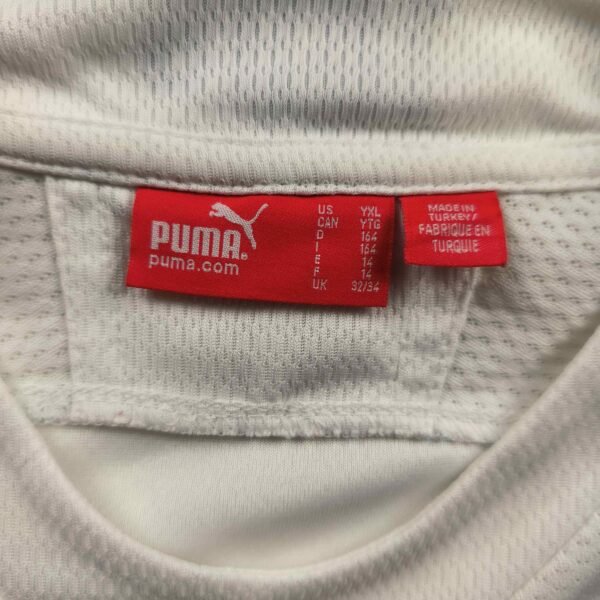 PUMA®
puma.com
US YXL
CAN YTG
D 164
I 164
E 14
F 14
UK 32/34
MADE IN
TURKEY/
FABRIQUE EN
TURQUIE